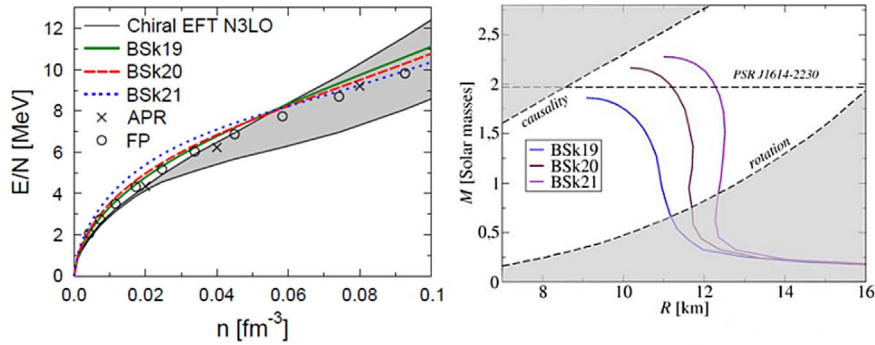 12
10
8
6
4
2
0
E/N [MeV]
Chiral EFT N3LO
BSk19
BSk20
BSk21
APR
FP
0.0
0.02
0.04
0.06
0.08
0.1
n [fm⁻³]
2,5
2
1,5
1
0,5
0
M [Solar masses]
PSR J1614-2230
causality
rotation
BSk19
BSk20
BSk21
8
10
12
14
16
R [km]